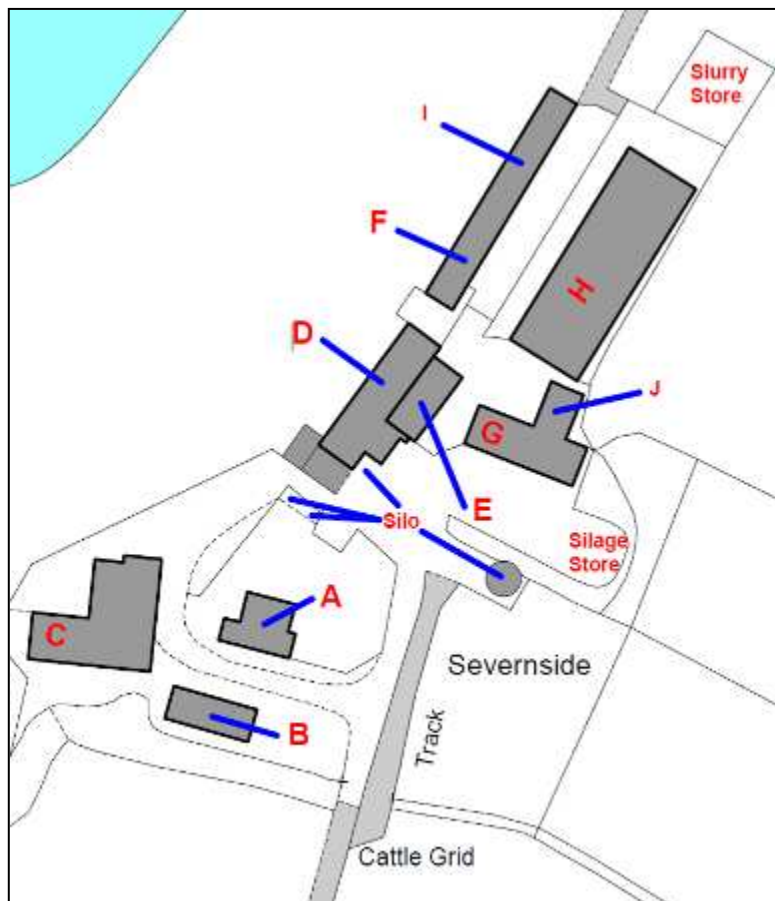 Slurry
Store
I
F
H
D
J
G
E
Silo
Silage
Store
A
C
Severnside
B
Track
Cattle Grid